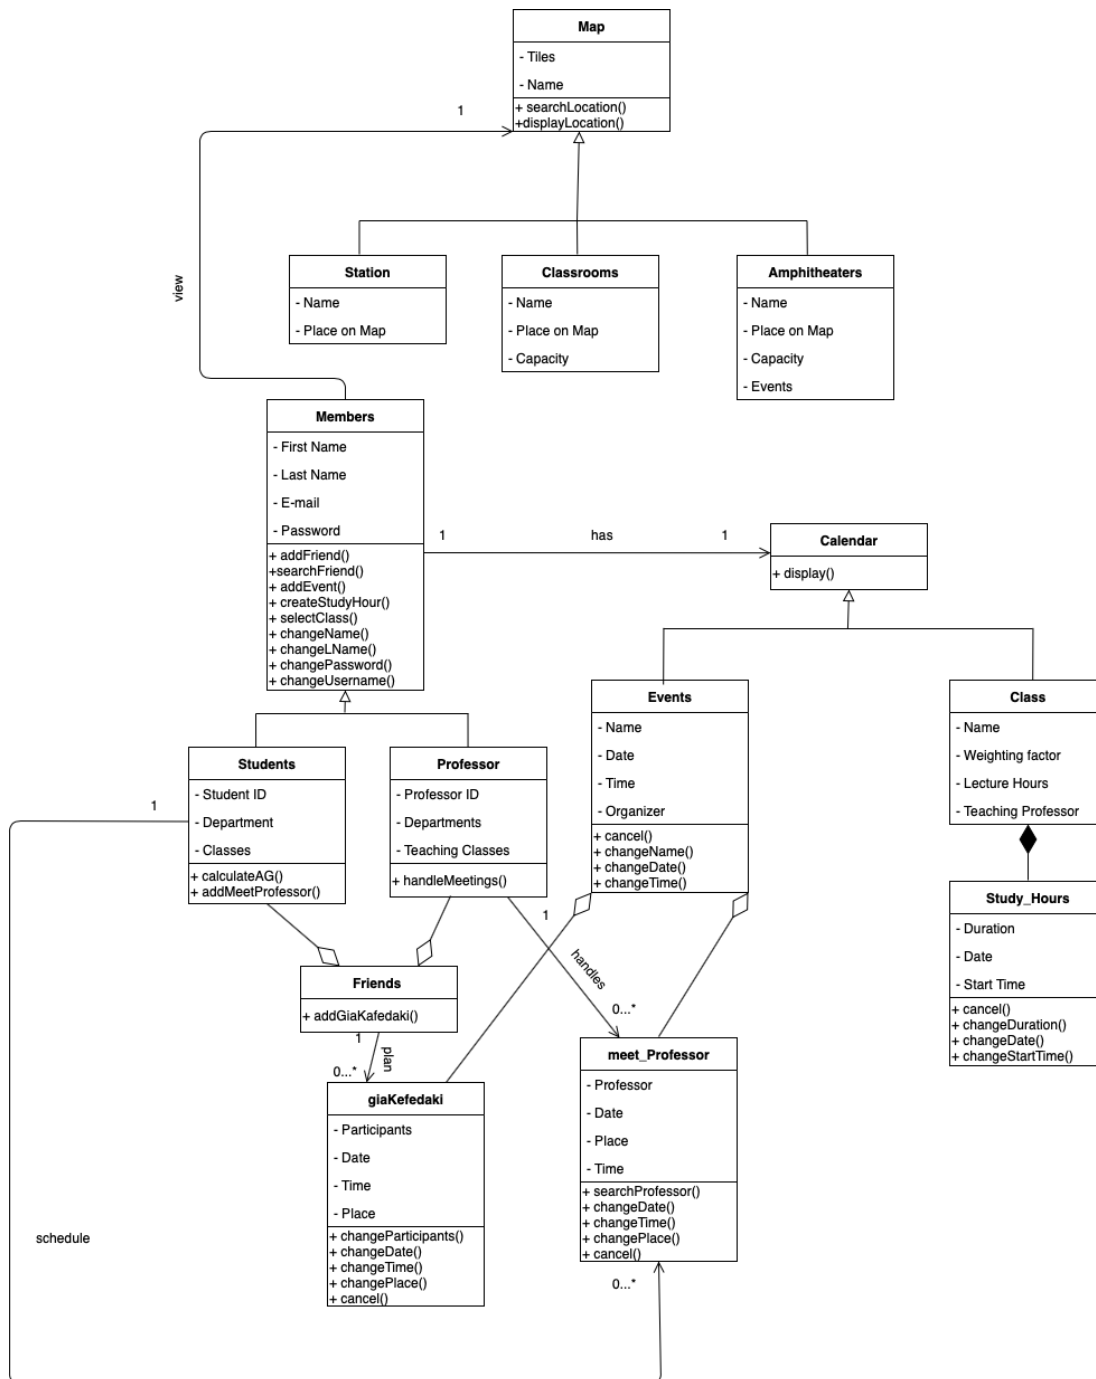 Map
- Tiles
- Name
+ searchLocation()
+displayLocation()
1
view
Station
- Name
- Place on Map
Classrooms
- Name
- Place on Map
- Capacity
Amphitheaters
- Name
- Place on Map
- Capacity
- Events
Members
- First Name
- Last Name
- E-mail
- Password
+ addFriend()
+searchFriend()
+ addEvent()
+ createStudyHour()
+ selectClass()
+ changeName()
+ changeLName()
+ changePassword()
+ changeUsername()
1
has
1
Calendar
+ display()
Students
- Student ID
- Department
- Classes
+ calculateAG()
+ addMeetProfessor()
1
Professor
- Professor ID
- Departments
- Teaching Classes
+ handleMeetings()
Events
- Name
- Date
- Time
- Organizer
+ cancel()
+ changeName()
+ changeDate()
+ changeTime()
Class
- Name
- Weighting factor
- Lecture Hours
- Teaching Professor
Study_Hours
- Duration
- Date
- Start Time
+ cancel()
+ changeDuration()
+ changeDate()
+ changeStartTime()
1
handles
0...*
Friends
+ addGiaKafedaki()
1
plan
0...*
giaKefedaki
- Participants
- Date
- Time
- Place
+ changeParticipants()
+ changeDate()
+ changeTime()
+ changePlace()
+ cancel()
meet_Professor
- Professor
- Date
- Place
- Time
+ searchProfessor()
+ changeDate()
+ changeTime()
+ changePlace()
+ cancel()
schedule
0...*